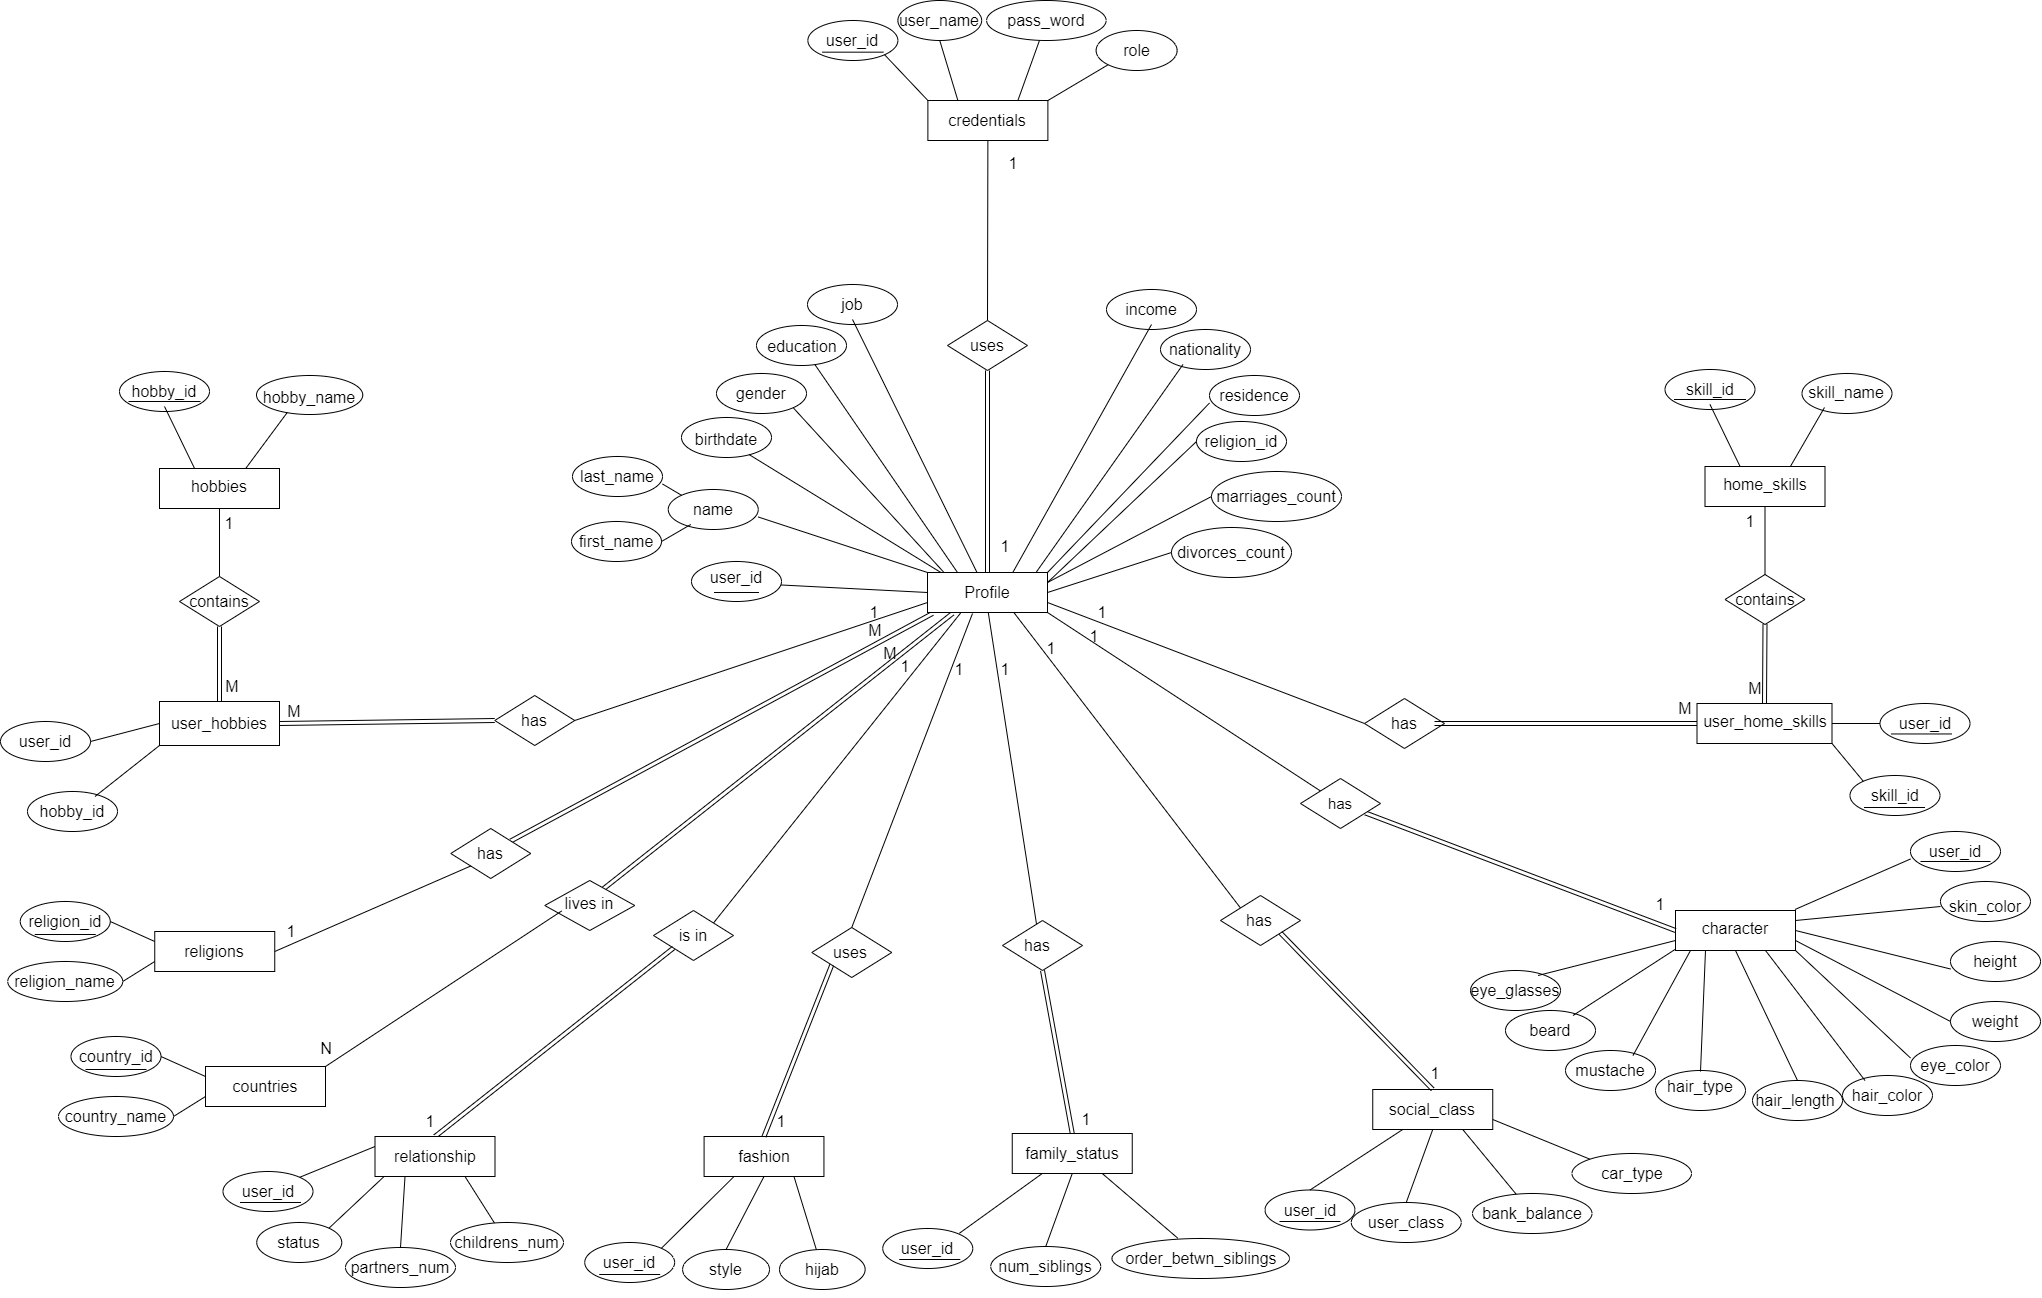 user_name
pass_word
user_id
role
credentials
1
job
income
uses
education
nationality
hobby_id
hobby_name
gender
residence
skill_id
skill_name
birthdate
religion_id
last_name
marriages_count
hobbies
name
home_skills
1
first_name
1
divorces_count
1
user_id
Profile
contains
contains
1
1
M
1
M
1
1
1
1
1
M
M
M
has
has
M
user_hobbies
user_home_skills
user_id
user_id
hobby_id
has
skill_id
has
user_id
lives in
1
skin_color
religion_id
has
1
is in
has
character
religions
uses
height
religion_name
eye_glasses
weight
beard
N
country_id
eye_color
mustache
1
countries
hair_type
hair_color
hair_length
social_class
country_name
1
1
1
relationship
fashion
family_status
car_type
user_id
user_id
user_class
bank_balance
status
childrens_num
user_id
order_betwn_siblings
partners_num
user_id
style
hijab
num_siblings